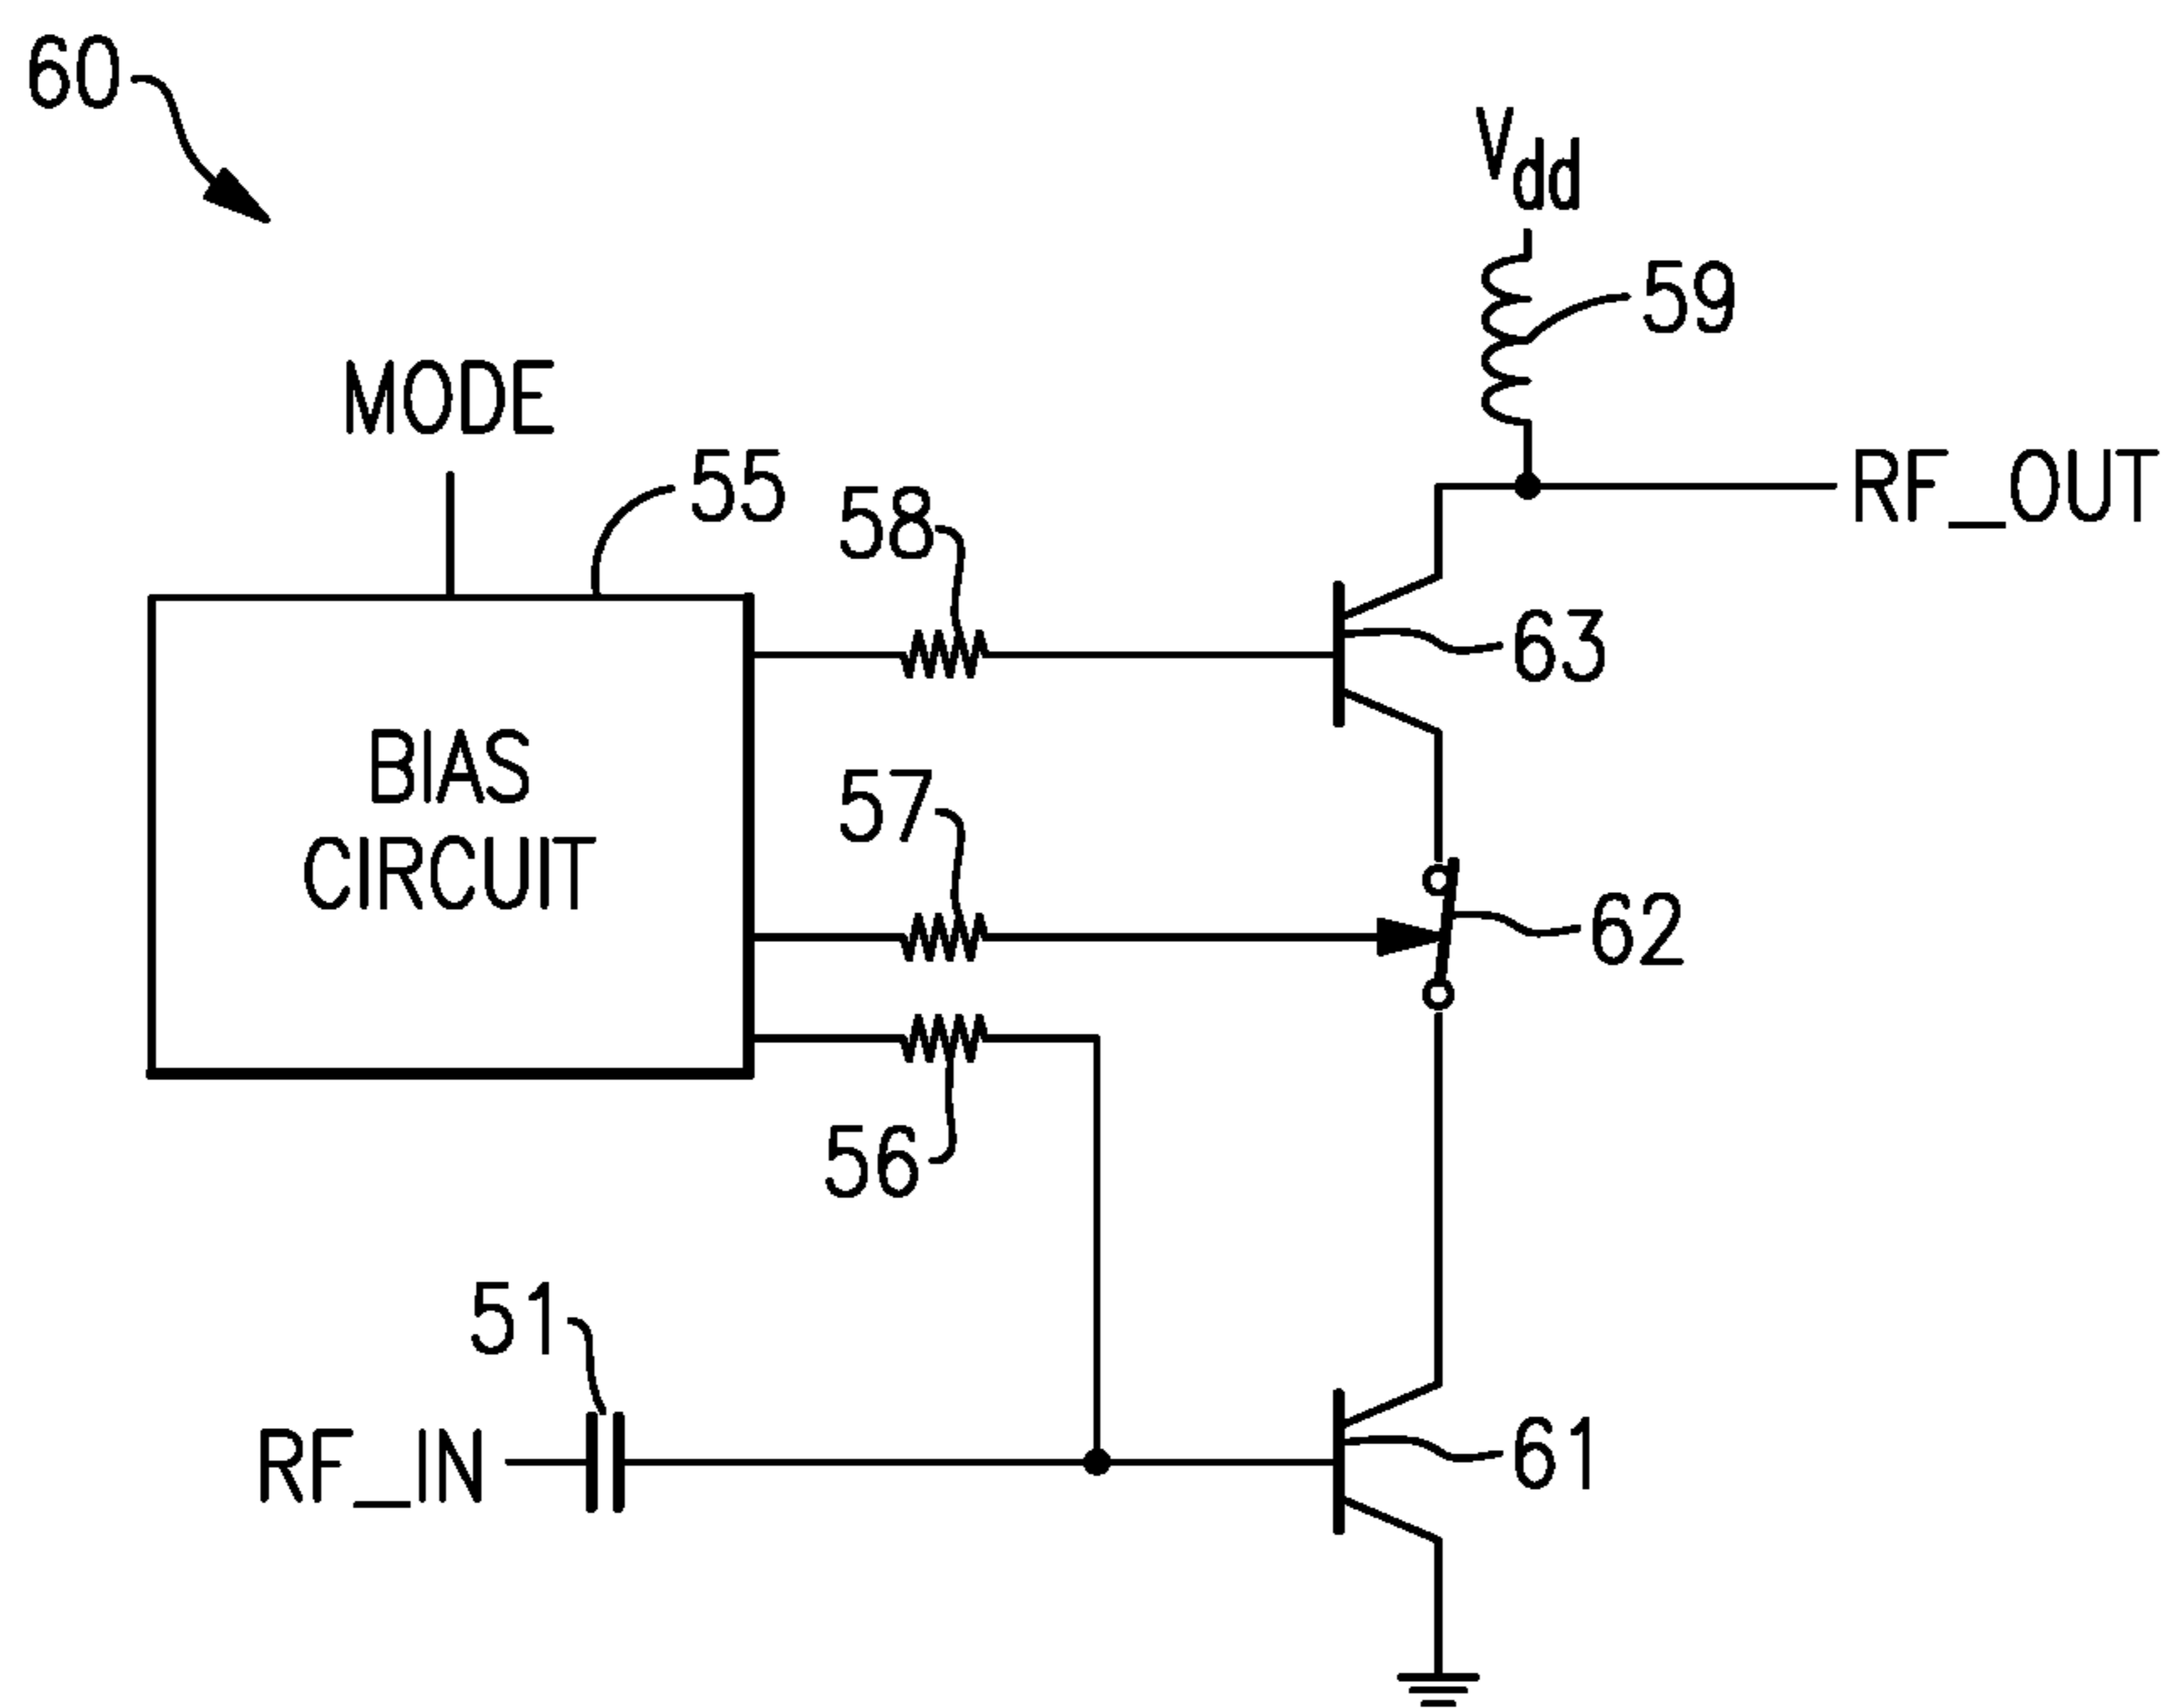 60
Vdd
59
MODE
55
58
RF_OUT
63
BIAS
CIRCUIT
57
62
56
51
RF_IN
61